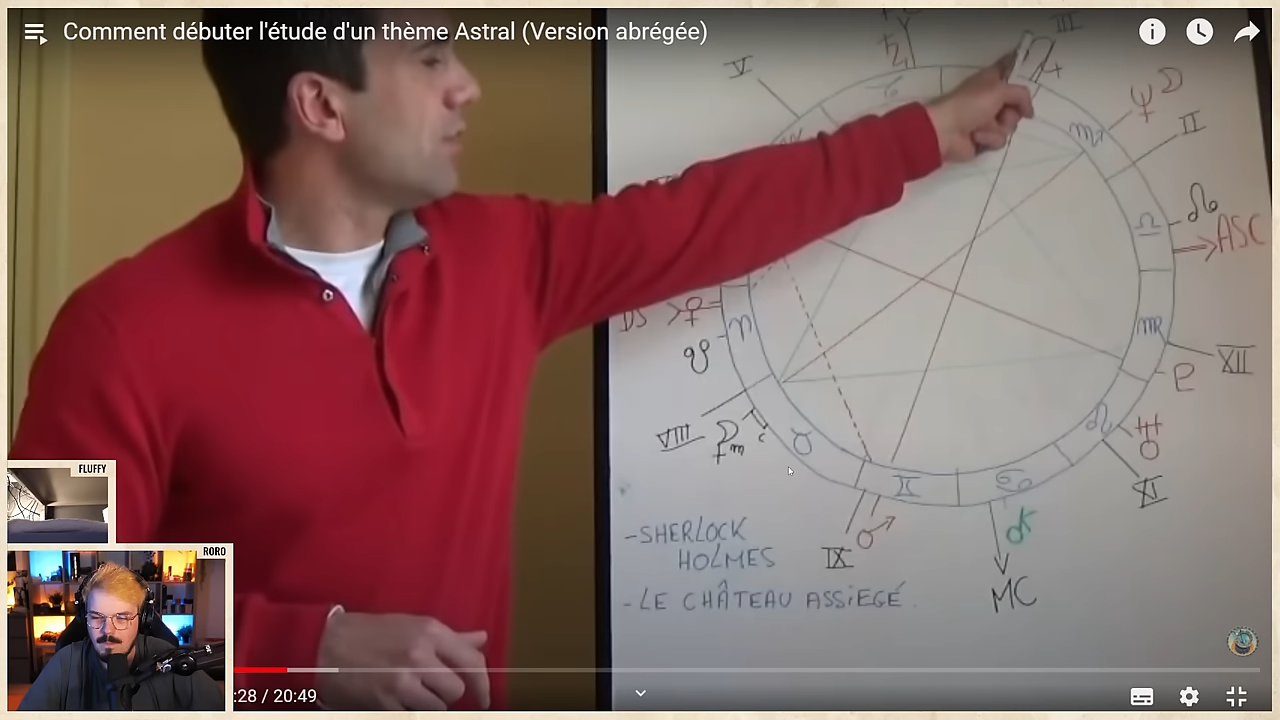 Comment débuter l'étude d'un thème Astral (Version abrégée)
III
V
II
ASC
DS
XII
VIII
m
XI
IX
MC
-SHERLOCK
HOLMES
-LE CHÂTEAU ASSiEGÉ.
FLUFFY
RORO
:28 / 20:49